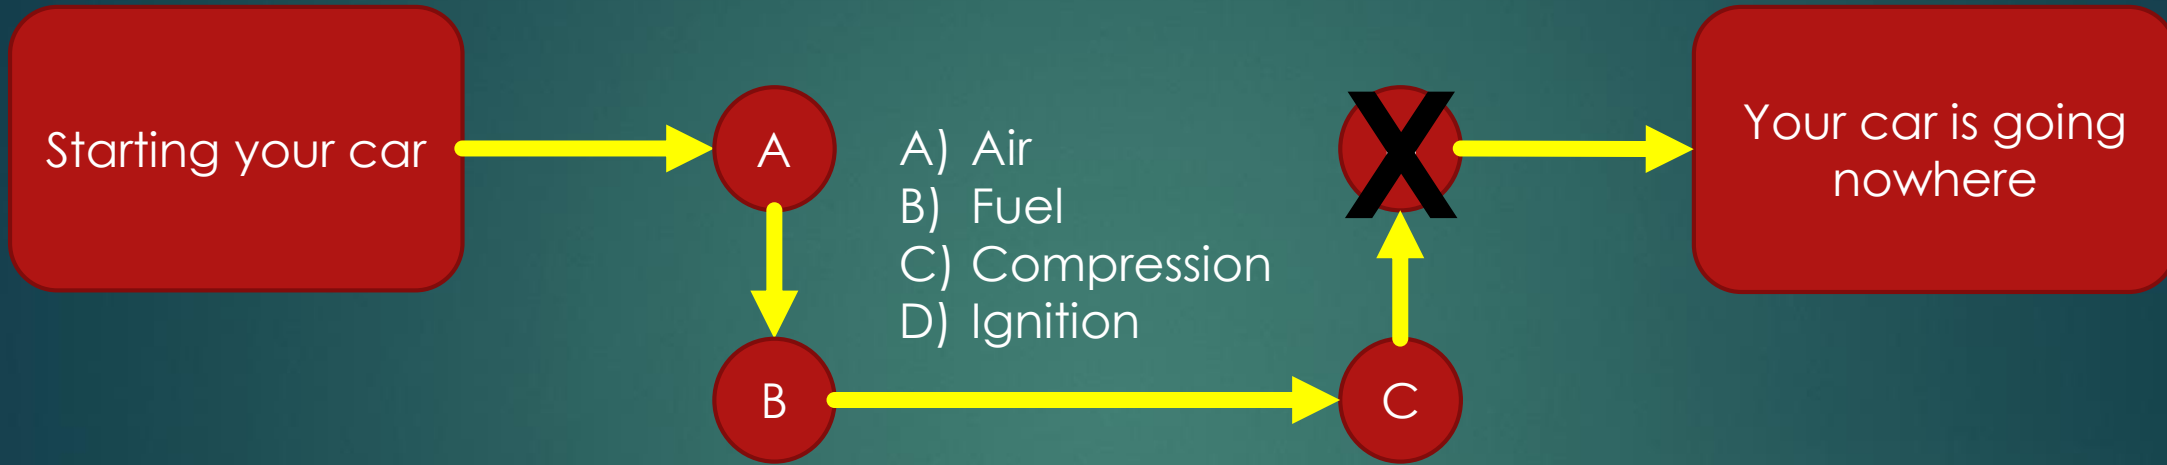 Starting your car
A
A) Air
B) Fuel
C) Compression
D) Ignition
B
C
X
Your car is going
nowhere